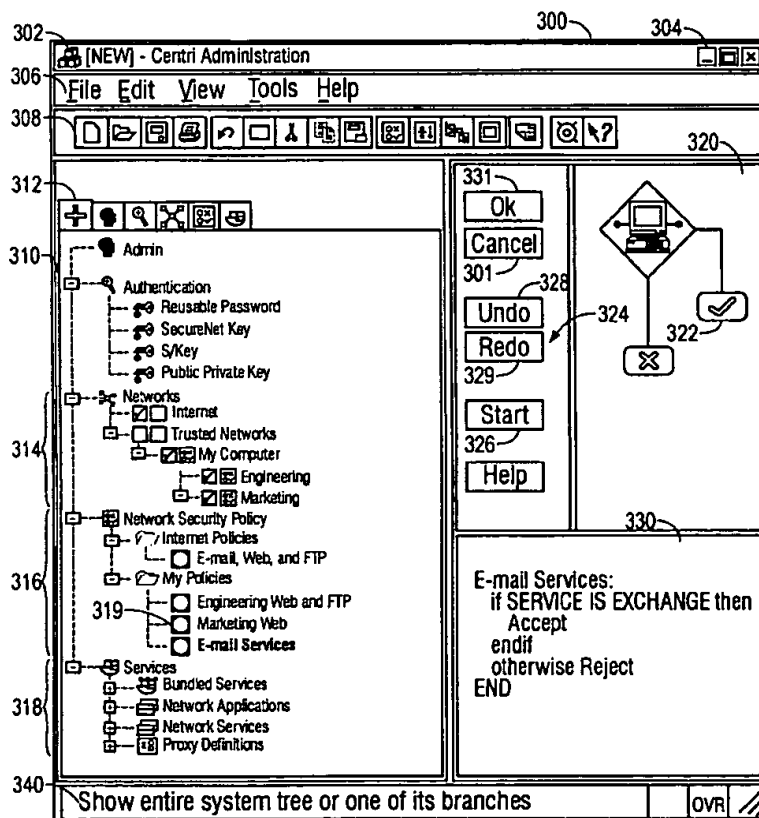 300
302
304
[NEW] - Centri Administration
306
File Edit View Tools Help
308
320
312
331
Ok
Cancel
301
310
Admin
Authentication
Reusable Password
SecureNet Key
S/Key
Public Private Key
328
Undo
324
322
Redo
329
Networks
Internet
Trusted Networks
My Computer
Engineering
Marketing
314
Start
326
Help
Network Security Policy
Internet Policies
E-mail, Web, and FTP
My Policies
Engineering Web and FTP
Marketing Web
E-mail Services
316
319
330
E-mail Services:
if SERVICE IS EXCHANGE then
Accept
endif
otherwise Reject
END
Services
Bundled Services
Network Applications
Network Services
Proxy Definitions
318
340
Show entire system tree or one of its branches
OVR